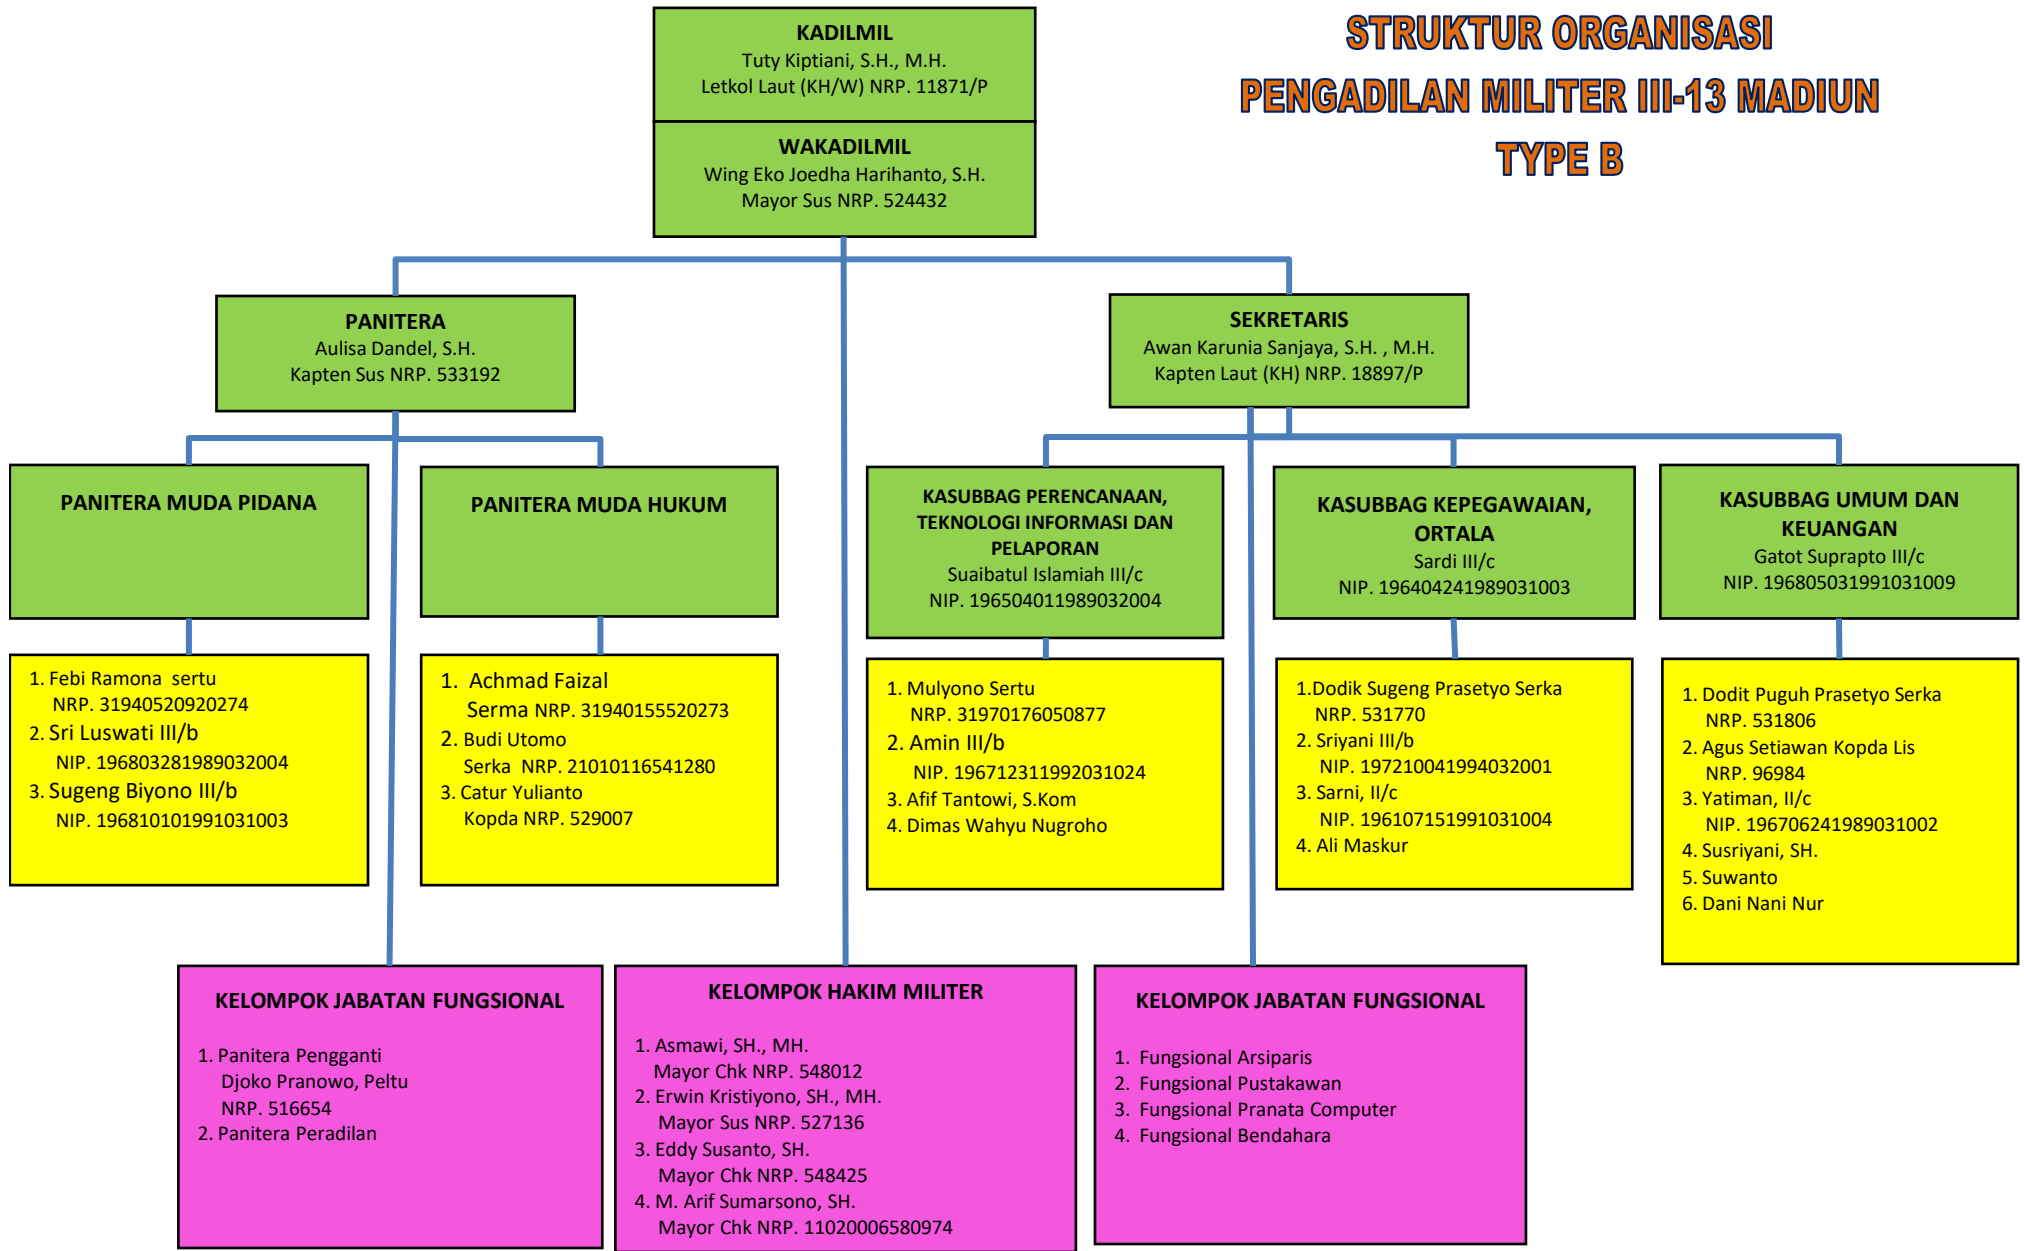 STRUKTUR ORGANISASI
PENGADILAN MILITER III-13 MADIUN
TYPE B
KADILMIL
Tuty Kiptiani, S.H., M.H.
Letkol Laut (KH/W) NRP. 11871/P
WAKADILMIL
Wing Eko Joedha Harihanto, S.H.
Mayor Sus NRP. 524432
PANITERA
Aulisa Dandel, S.H.
Kapten Sus NRP. 533192
SEKRETARIS
Awan Karunia Sanjaya, S.H. , M.H.
Kapten Laut (KH) NRP. 18897/P
PANITERA MUDA PIDANA
PANITERA MUDA HUKUM
KASUBBAG PERENCANAAN,
TEKNOLOGI INFORMASI DAN
PELAPORAN
Suaibatul Islamiah III/c
NIP. 196504011989032004
KASUBBAG KEPEGAWAIAN,
ORTALA
Sardi III/c
NIP. 196404241989031003
KASUBBAG UMUM DAN
KEUANGAN
Gatot Suprapto III/c
NIP. 196805031991031009
1. Febi Ramona  sertu
NRP. 31940520920274
2. Sri Luswati III/b
NIP. 196803281989032004
3. Sugeng Biyono III/b
NIP. 196810101991031003
1. Achmad Faizal
Serma NRP. 31940155520273
2. Budi Utomo
Serka  NRP. 21010116541280
3. Catur Yulianto
Kopda NRP. 529007
1. Mulyono Sertu
NRP. 31970176050877
2. Amin III/b
NIP. 196712311992031024
3. Afif Tantowi, S.Kom
4. Dimas Wahyu Nugroho
1.Dodik Sugeng Prasetyo Serka
NRP. 531770
2. Sriyani III/b
NIP. 197210041994032001
3. Sarni, II/c
NIP. 196107151991031004
4. Ali Maskur
1. Dodit Puguh Prasetyo Serka
NRP. 531806
2. Agus Setiawan Kopda Lis
NRP. 96984
3. Yatiman, II/c
NIP. 196706241989031002
4. Susriyani, SH.
5. Suwanto
6. Dani Nani Nur
KELOMPOK JABATAN FUNGSIONAL
1. Panitera Pengganti
Djoko Pranowo, Peltu
NRP. 516654
2. Panitera Peradilan
KELOMPOK HAKIM MILITER
1. Asmawi, SH., MH.
Mayor Chk NRP. 548012
2. Erwin Kristiyono, SH., MH.
Mayor Sus NRP. 527136
3. Eddy Susanto, SH.
Mayor Chk NRP. 548425
4. M. Arif Sumarsono, SH.
Mayor Chk NRP. 11020006580974
KELOMPOK JABATAN FUNGSIONAL
1. Fungsional Arsiparis
2. Fungsional Pustakawan
3. Fungsional Pranata Computer
4. Fungsional Bendahara